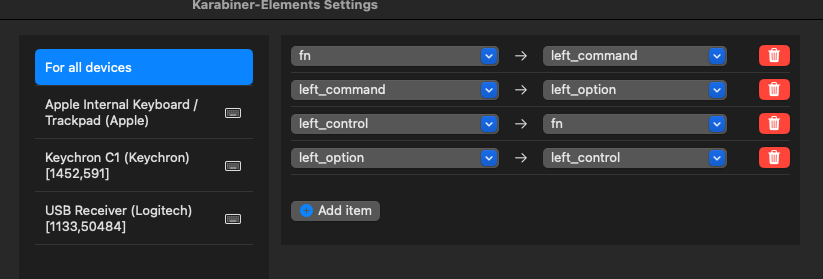 Karabiner-Elements Settings
For all devices
Apple Internal Keyboard /
Trackpad (Apple)
Keychron C1 (Keychron)
[1452,591]
USB Receiver (Logitech)
[1133,50484]
fn → left_command
left_command → left_option
left_control → fn
left_option → left_control
Add item